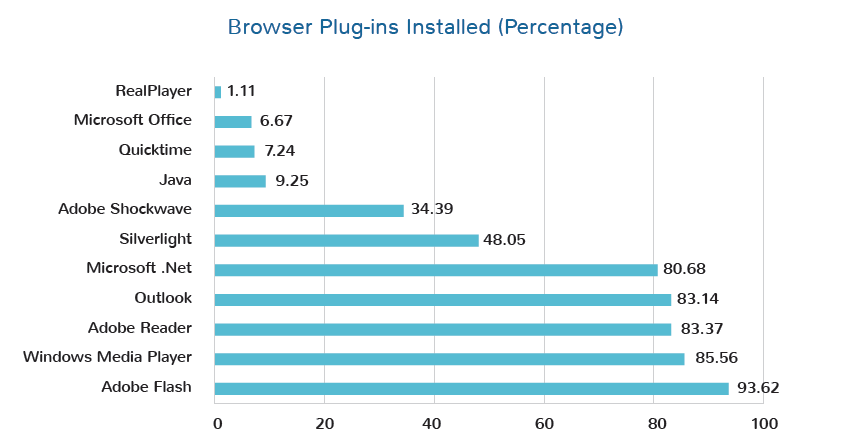 Browser Plug-ins Installed (Percentage)
RealPlayer 1.11
Microsoft Office 6.67
Quicktime 7.24
Java 9.25
Adobe Shockwave 34.39
Silverlight 48.05
Microsoft .Net 80.68
Outlook 83.14
Adobe Reader 83.37
Windows Media Player 85.56
Adobe Flash 93.62
0 20 40 60 80 100